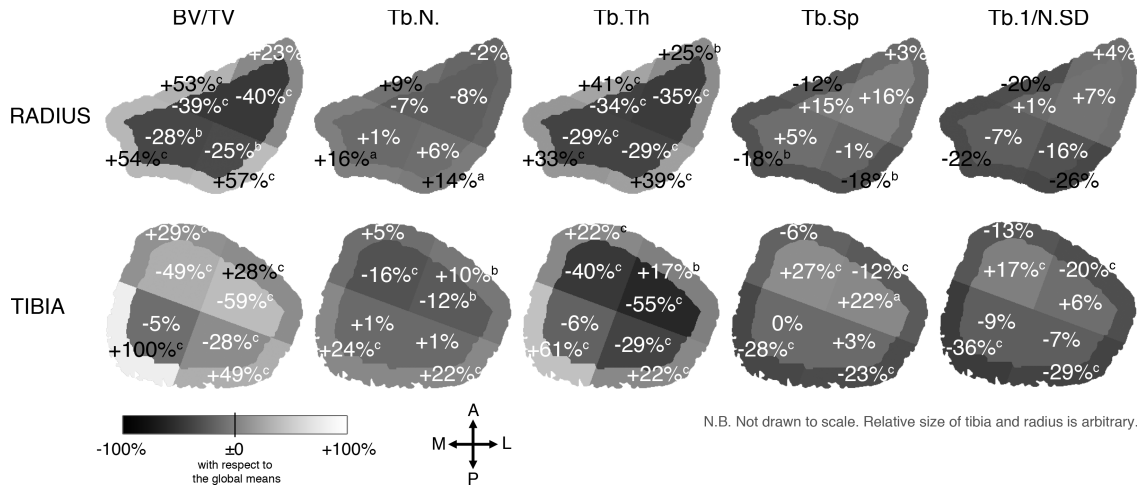 BV/TV Tb.N. Tb.Th Tb.Sp Tb.1/N.SD
RADIUS
+23% +53%ᶜ -39%ᶜ -40%ᶜ -28%ᵇ -25%ᵇ +54%ᶜ +57%ᶜ
-2% +9% -7% -8% +1% +6% +16%ᵃ +14%ᵃ
+25%ᵇ +41%ᶜ -34%ᶜ -35%ᶜ -29%ᶜ -29%ᶜ +33%ᶜ +39%ᶜ
+3% -12% +15% +16% +5% -1% -18%ᵇ -18%ᵇ
+4% -20% +1% +7% -7% -16% -22% -26%
TIBIA
+29%ᶜ -49%ᶜ +28%ᶜ -59%ᶜ -5% -28%ᶜ +100%ᶜ +49%ᶜ
+5% -16%ᶜ +10%ᵇ -12%ᵇ +1% +1% +24%ᶜ +22%ᶜ
+22%ᶜ -40%ᶜ +17%ᵇ -55%ᶜ -6% -29%ᶜ +61%ᶜ +22%ᶜ
-6% +27%ᶜ -12%ᶜ +22%ᵃ 0% +3% -28%ᶜ -23%ᶜ
-13% +17%ᶜ -20%ᶜ +6% -9% -7% -36%ᶜ -29%ᶜ
-100% ±0 +100%
with respect to
the global means
A
M L
P
N.B. Not drawn to scale. Relative size of tibia and radius is arbitrary.